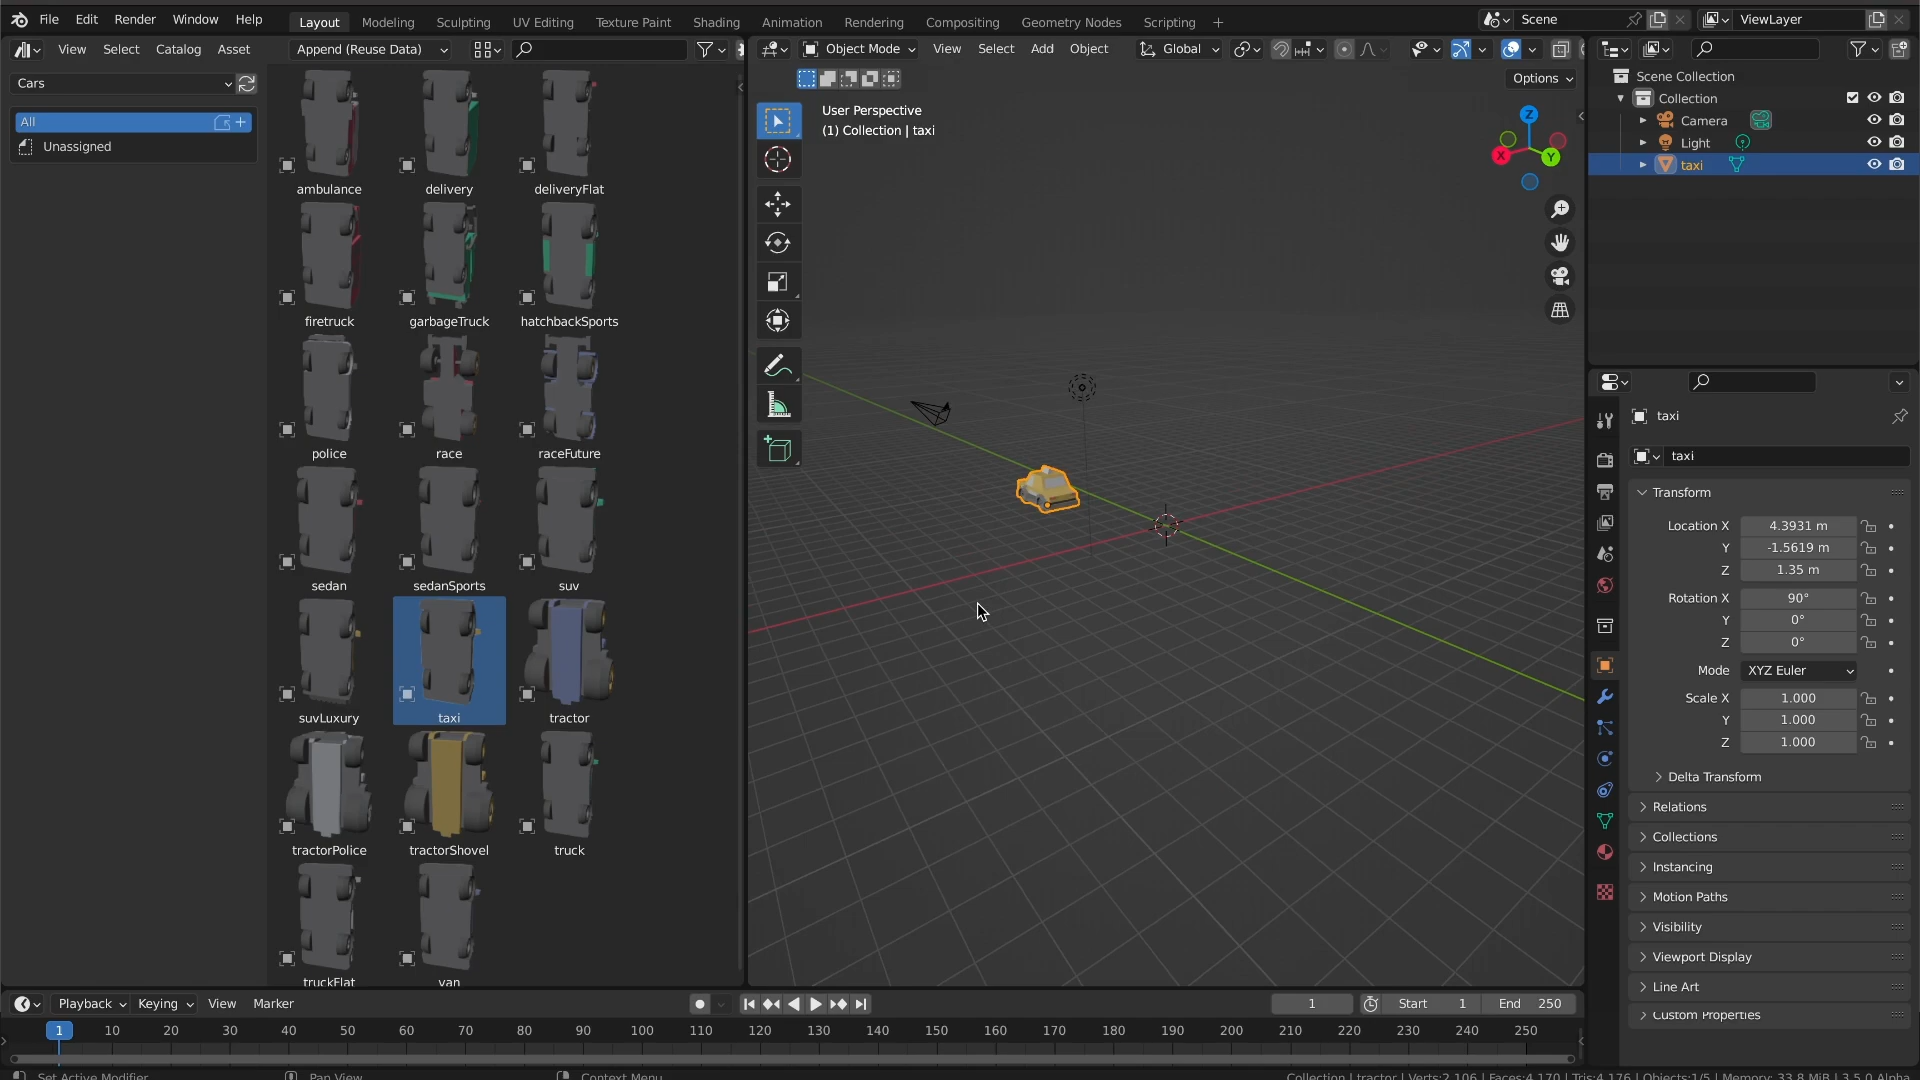 File Edit Render Window Help
Layout Modeling Sculpting UV Editing Texture Paint Shading Animation Rendering Compositing Geometry Nodes Scripting +
Scene
ViewLayer
View Select Catalog Asset
Append (Reuse Data)
Cars
All
Unassigned
ambulance delivery deliveryFlat
firetruck garbageTruck hatchbackSports
police race raceFuture
sedan sedanSports suv
suvLuxury taxi tractor
tractorPolice tractorShovel truck
truckFlat van
Object Mode View Select Add Object
Global
Options
User Perspective
(1) Collection | taxi
Z
X
Y
Scene Collection
Collection
Camera
Light
taxi
taxi
taxi
Transform
Location X 4.3931 m
Y -1.5619 m
Z 1.35 m
Rotation X 90°
Y 0°
Z 0°
Mode XYZ Euler
Scale X 1.000
Y 1.000
Z 1.000
Delta Transform
Relations
Collections
Instancing
Motion Paths
Visibility
Viewport Display
Line Art
Custom Properties
Playback Keying View Marker
1
Start 1
End 250
1 10 20 30 40 50 60 70 80 90 100 110 120 130 140 150 160 170 180 190 200 210 220 230 240 250
Set Active Modifier
Pan View
Context Menu
Collection | tractor | Verts:2,106 | Faces:4,170 | Tris:4,176 | Objects:1/5 | Memory: 33.8 MiB | 3.5.0 Alpha